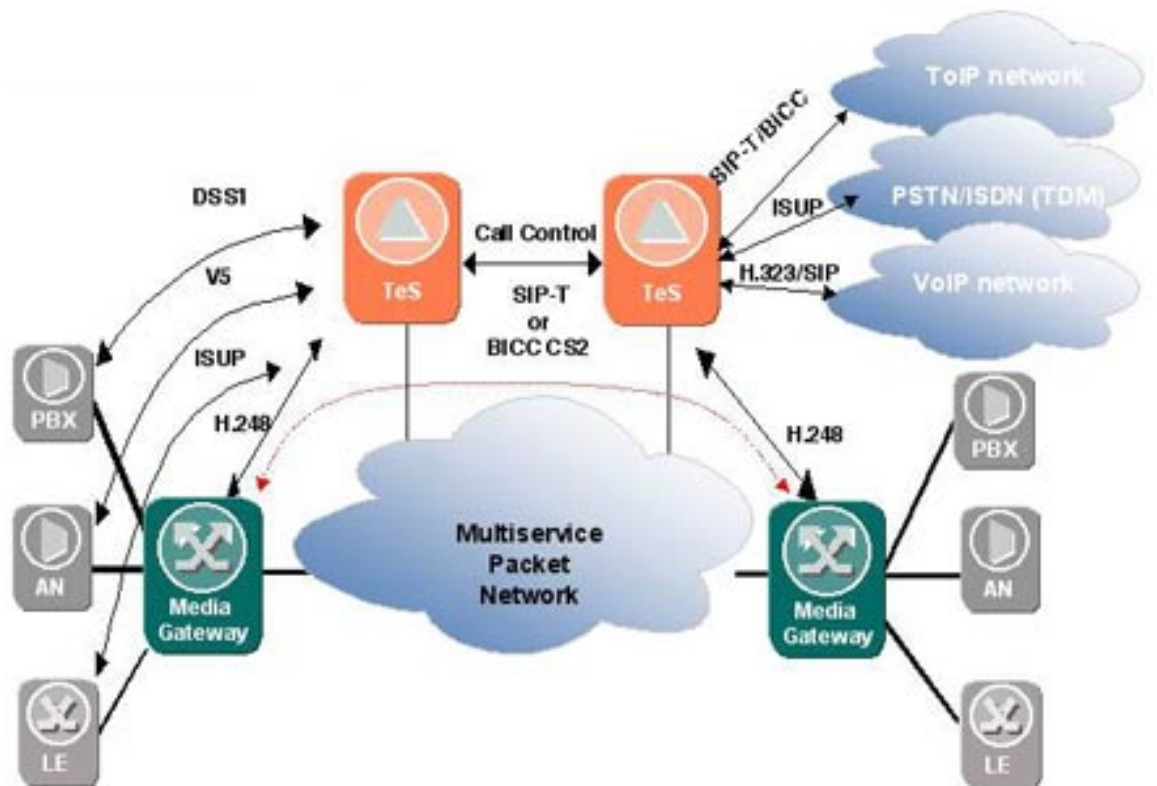 ToIP network
SIP-T/BICC
DSS1
PSTN/ISDN (TDM)
ISUP
Call Control
V5
H.323/SIP
VoIP network
TeS
TeS
SIP-T
or
BICC CS2
ISUP
PBX
H.248
H.248
PBX
Multiservice
Packet
Network
AN
AN
Media
Gateway
Media
Gateway
LE
LE